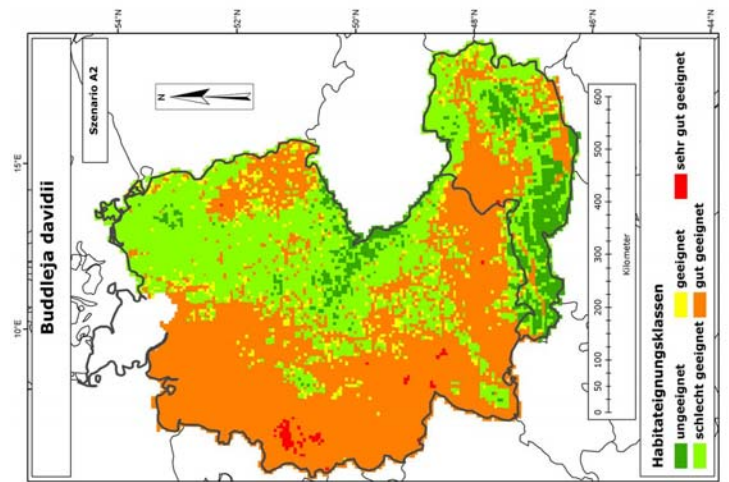 Buddleja davidii
Szenario A2
N
10°E
15°E
54°N
52°N
50°N
48°N
46°N
44°N
0 50 100 200 300 400 500 600
Kilometer
Habitateignungsklassen
ungeeignet
schlecht geeignet
geeignet
gut geeignet
sehr gut geeignet